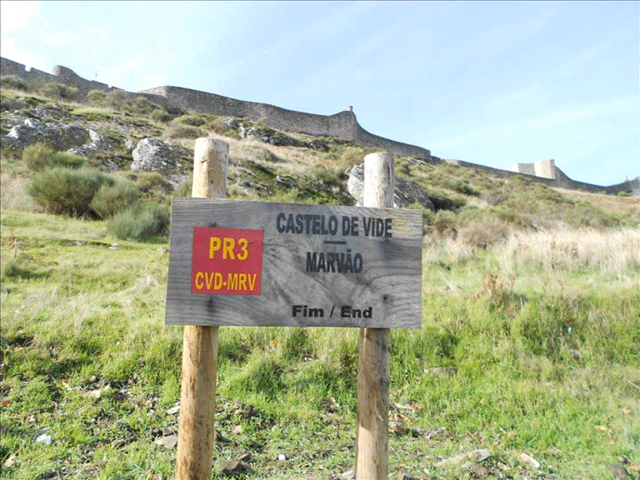 PR3
CVD-MRV
CASTELO DE VIDE
—
MARVÃO
Fim / End